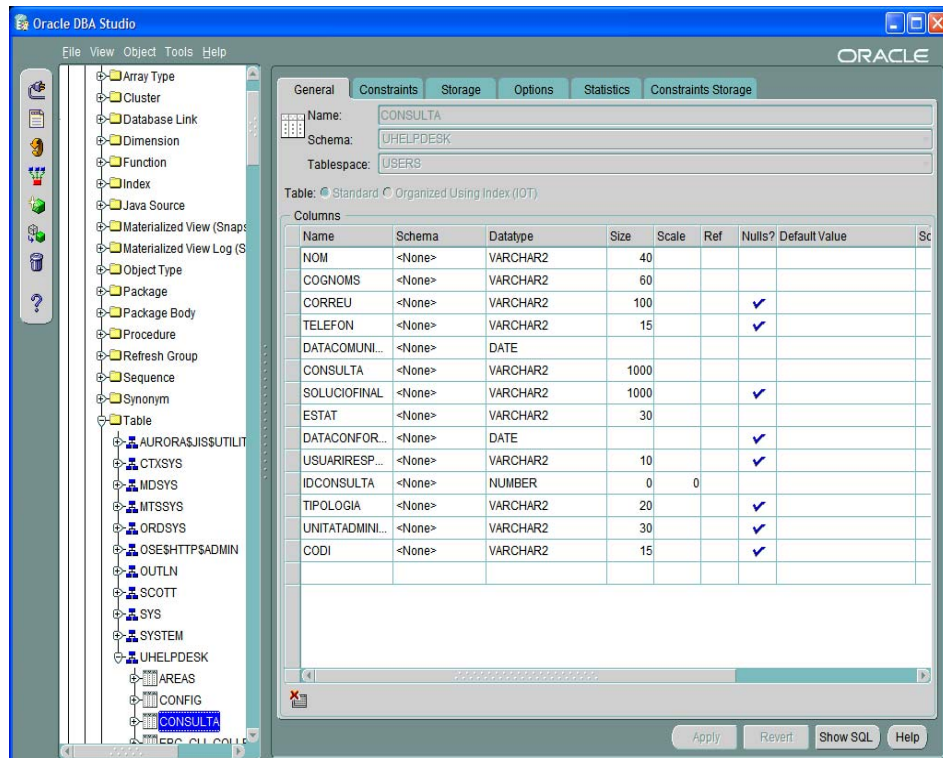 Oracle DBA Studio
File View Object Tools Help
ORACLE
Array Type
Cluster
Database Link
Dimension
Function
Index
Java Source
Materialized View (Snaps
Materialized View Log (S
Object Type
Package
Package Body
Procedure
Refresh Group
Sequence
Synonym
Table
AURORA$JIS$UTILIT
CTXSYS
MDSYS
MTSSYS
ORDSYS
OSE$HTTP$ADMIN
OUTLN
SCOTT
SYS
SYSTEM
UHELPDESK
AREAS
CONFIG
CONSULTA
General Constraints Storage Options Statistics Constraints Storage
Name: CONSULTA
Schema: UHELPDESK
Tablespace: USERS
Table: Standard Organized Using Index (IOT)
Columns
Name Schema Datatype Size Scale Ref Nulls? Default Value Sc
NOM <None> VARCHAR2 40
COGNOMS <None> VARCHAR2 60
CORREU <None> VARCHAR2 100
TELEFON <None> VARCHAR2 15
DATACOMUNI... <None> DATE
CONSULTA <None> VARCHAR2 1000
SOLUCIOFINAL <None> VARCHAR2 1000
ESTAT <None> VARCHAR2 30
DATACONFOR... <None> DATE
USUARIRESP... <None> VARCHAR2 10
IDCONSULTA <None> NUMBER 0 0
TIPOLOGIA <None> VARCHAR2 20
UNITATADMINI... <None> VARCHAR2 30
CODI <None> VARCHAR2 15
Apply Revert Show SQL Help